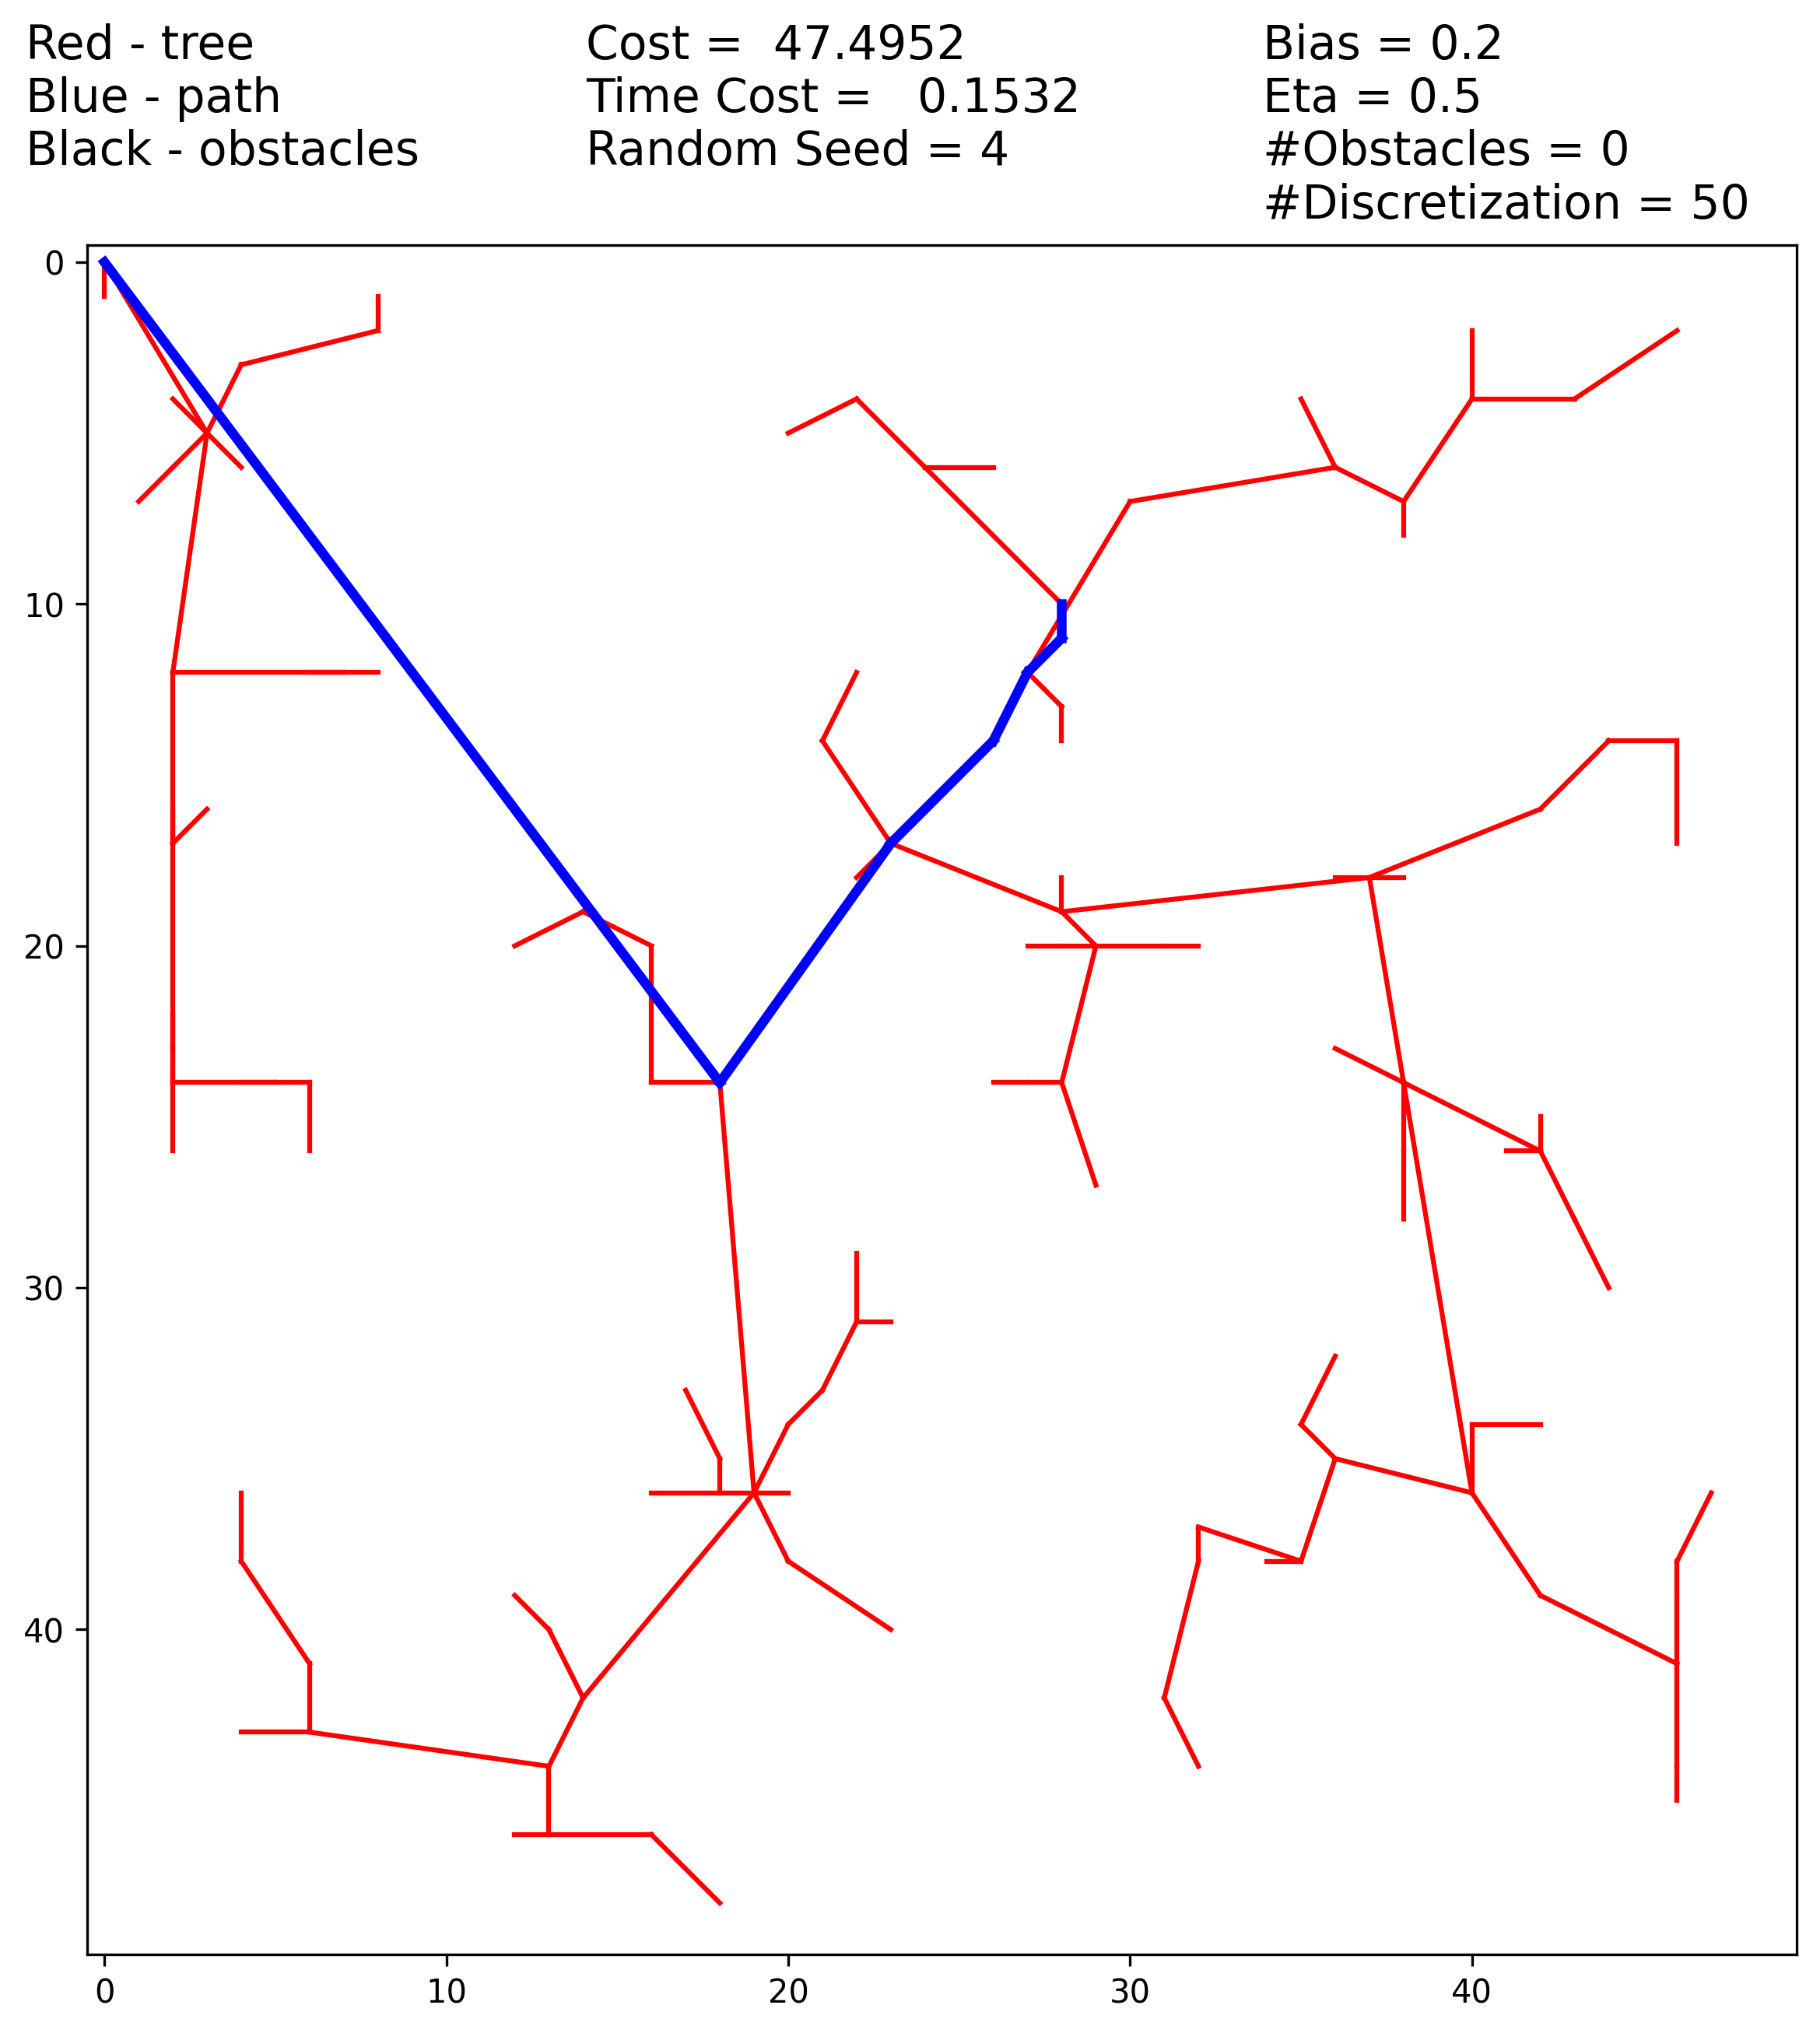 Red - tree
Blue - path
Black - obstacles
Cost =  47.4952
Time Cost =   0.1532
Random Seed = 4
Bias = 0.2
Eta = 0.5
#Obstacles = 0
#Discretization = 50
0
10
20
30
40
0
10
20
30
40